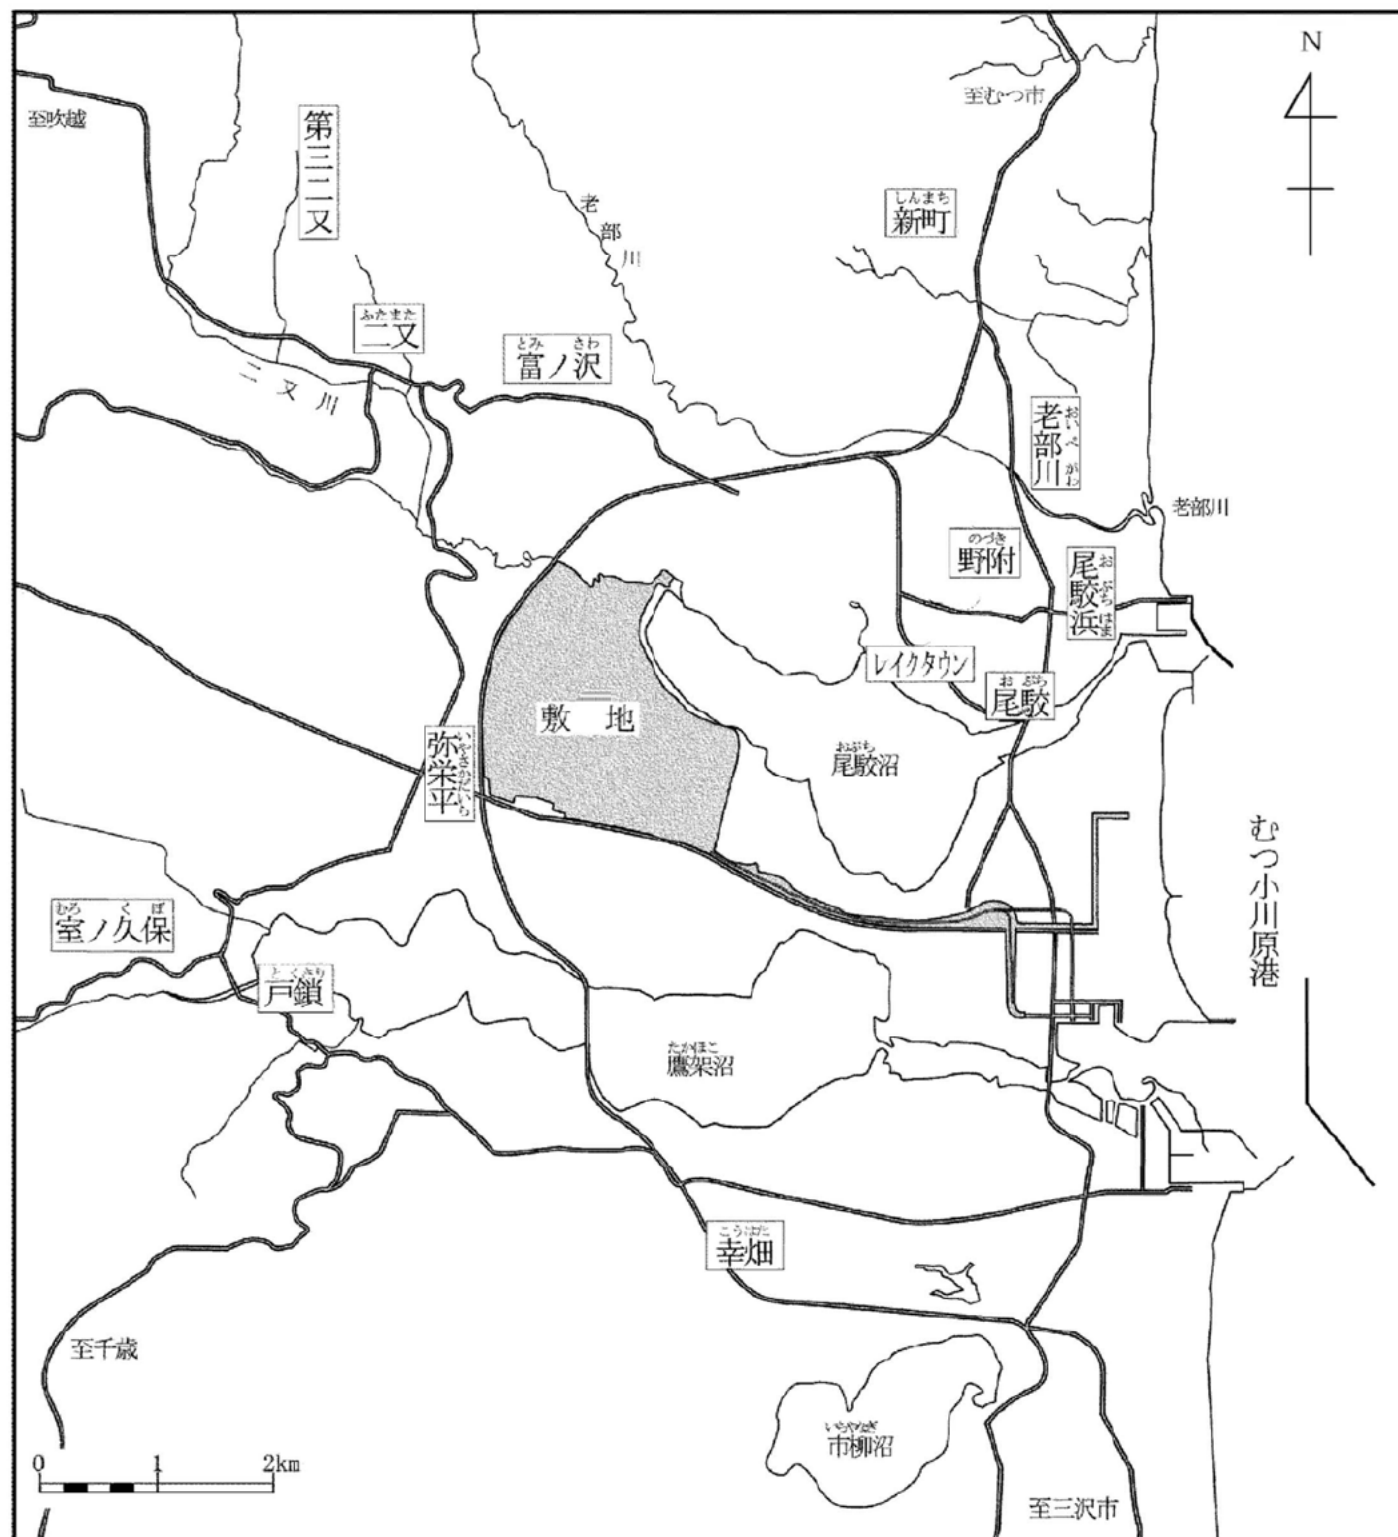 N
至むつ市
至吹越
第三二又
老部川
しんまち
新町
ふたまた
二又
とみ さわ
富ノ沢
二又川
おいべがわ
老部川
老部川
のづき
野附
おぶちはま
尾駮浜
レイクタウン
おぶち
尾駮
敷 地
おぶち
尾駮沼
いやさかだいら
弥栄平
むつ小川原港
むろ くぼ
室ノ久保
とくさり
戸鎖
たかほこ
鷹架沼
こうはた
幸畑
至千歳
いちやなぎ
市柳沼
0 1 2km
至三沢市